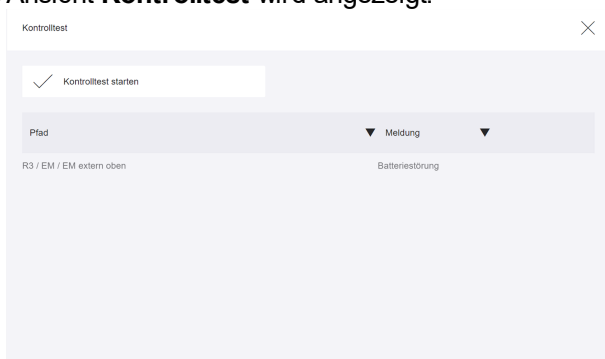 Ansicht Kontrolltest wird angezeigt.
Kontrolltest
Kontrolltest starten
Pfad Meldung
R3 / EM / EM extern oben Batteriestörung